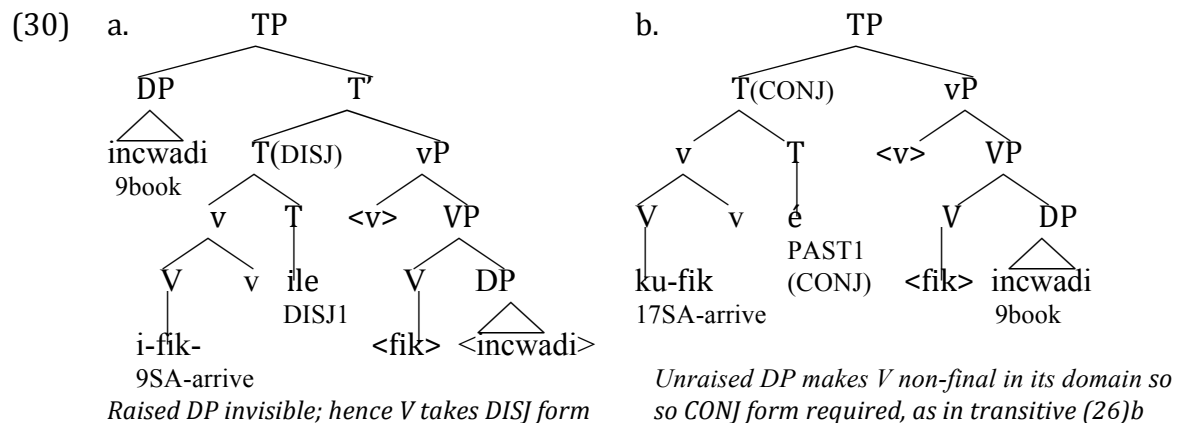 (30) a. TP b. TP
DP T’ T(CONJ) vP
incwadi T(DISJ) vP v T <v> VP
9book
v T <v> VP V v é V DP
PAST1
V v ile V DP ku-fik (CONJ) <fik> incwadi
DISJ1 17SA-arrive 9book
i-fik- <fik> <incwadi>
9SA-arrive Unraised DP makes V non-final in its domain so
Raised DP invisible; hence V takes DISJ form so CONJ form required, as in transitive (26)b